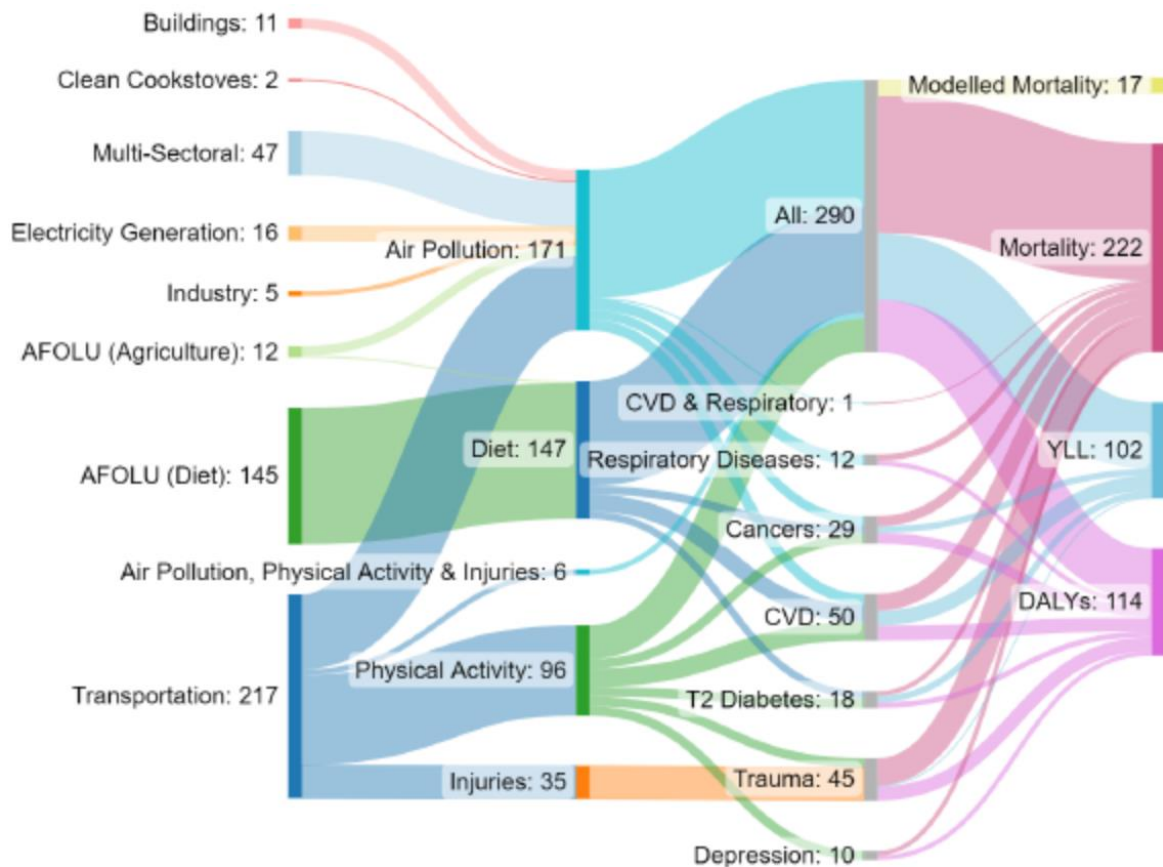 Buildings: 11
Clean Cookstoves: 2
Multi-Sectoral: 47
Electricity Generation: 16
Industry: 5
AFOLU (Agriculture): 12
AFOLU (Diet): 145
Transportation: 217
Air Pollution: 171
Diet: 147
Air Pollution, Physical Activity & Injuries: 6
Physical Activity: 96
Injuries: 35
All: 290
CVD & Respiratory: 1
Respiratory Diseases: 12
Cancers: 29
CVD: 50
T2 Diabetes: 18
Trauma: 45
Depression: 10
Modelled Mortality: 17
Mortality: 222
YLL: 102
DALYs: 114